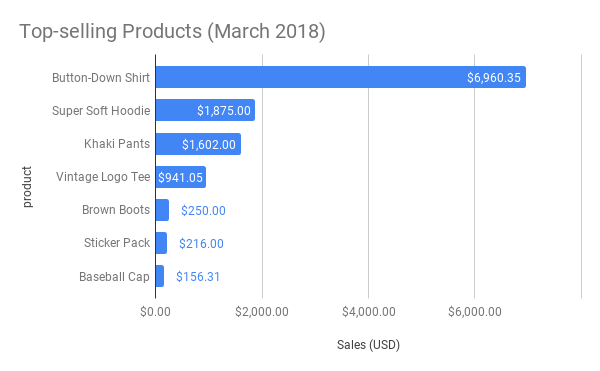 Top-selling Products (March 2018)
product
Button-Down Shirt $6,960.35
Super Soft Hoodie $1,875.00
Khaki Pants $1,602.00
Vintage Logo Tee $941.05
Brown Boots $250.00
Sticker Pack $216.00
Baseball Cap $156.31
$0.00 $2,000.00 $4,000.00 $6,000.00
Sales (USD)